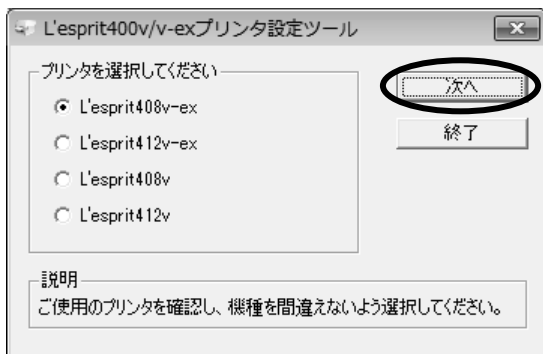 L'esprit400v/v-exプリンタ設定ツール
プリンタを選択してください
L'esprit408v-ex
L'esprit412v-ex
L'esprit408v
L'esprit412v
次へ
終了
説明
ご使用のプリンタを確認し、機種を間違えないよう選択してください。